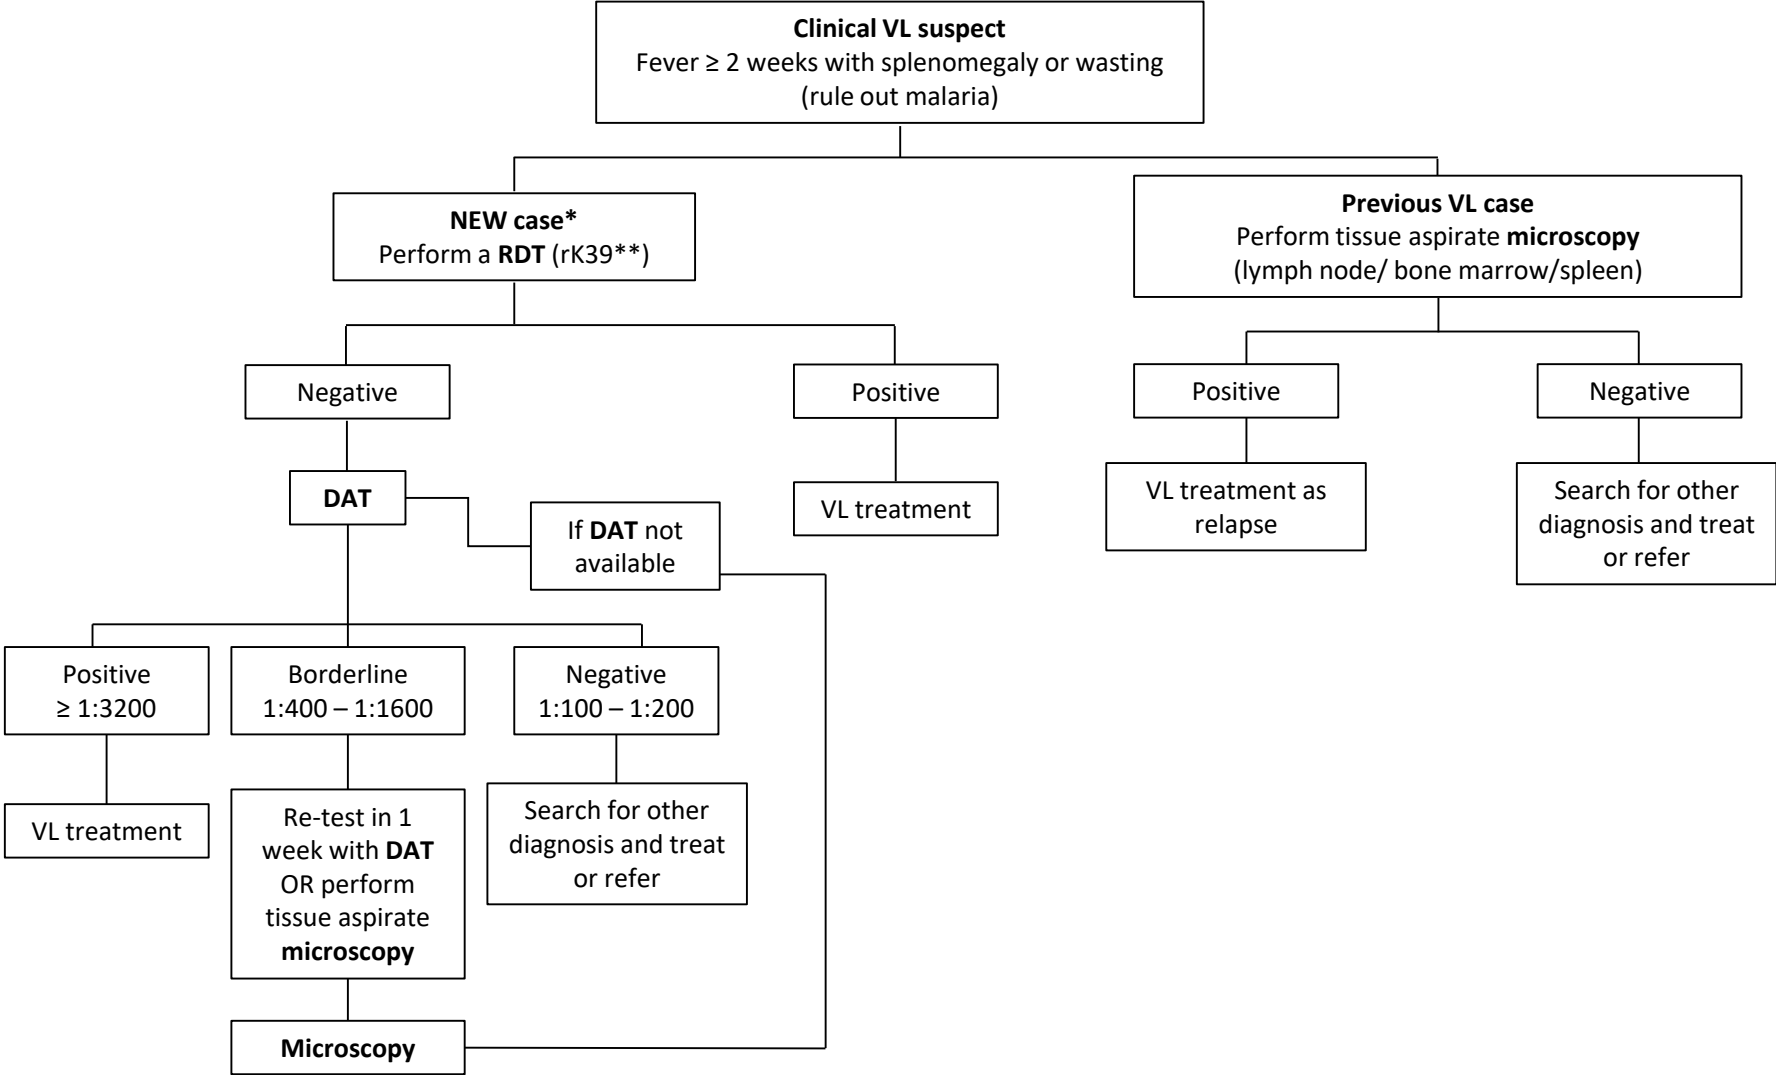 Clinical VL suspect
Fever ≥ 2 weeks with splenomegaly or wasting
(rule out malaria)
NEW case*
Perform a RDT (rK39**)
Previous VL case
Perform tissue aspirate microscopy
(lymph node/ bone marrow/spleen)
Negative
Positive
Positive
Negative
DAT
If DAT not
available
VL treatment
VL treatment as
relapse
Search for other
diagnosis and treat
or refer
Positive
≥ 1:3200
Borderline
1:400 – 1:1600
Negative
1:100 – 1:200
VL treatment
Re-test in 1
week with DAT
OR perform
tissue aspirate
microscopy
Search for other
diagnosis and treat
or refer
Microscopy